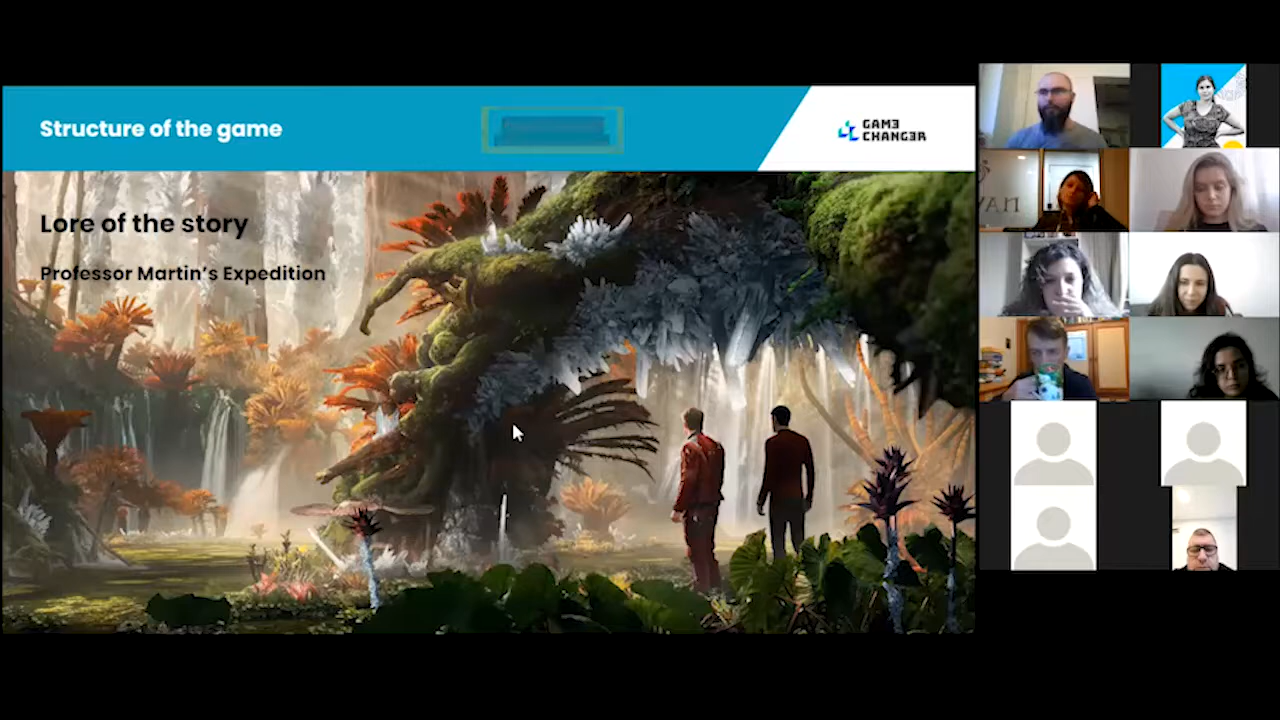 Structure of the game
GAM3
CHANG3R
Lore of the story
Professor Martin's Expedition